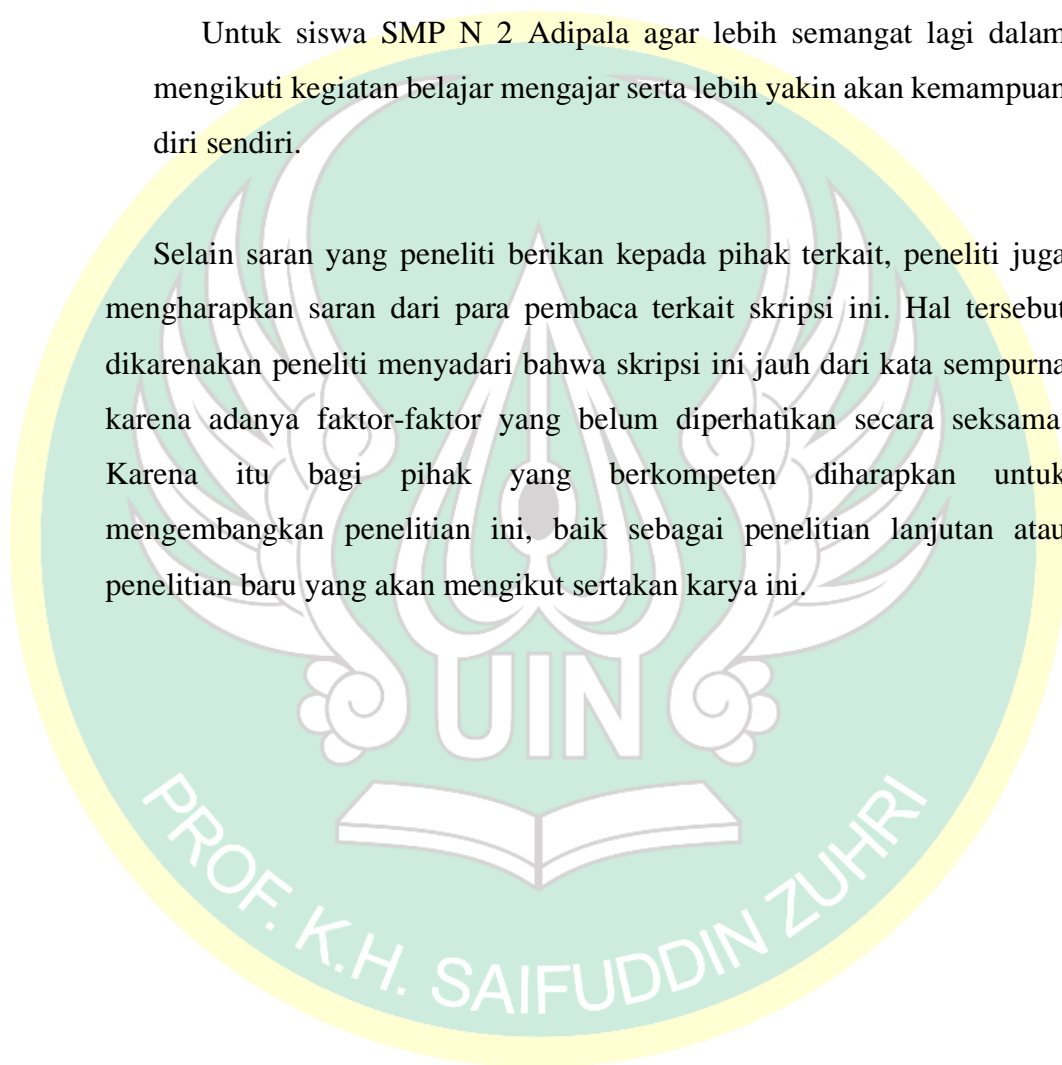 Untuk siswa SMP N 2 Adipala agar lebih semangat lagi dalam
mengikuti kegiatan belajar mengajar serta lebih yakin akan kemampuan
diri sendiri.
Selain saran yang peneliti berikan kepada pihak terkait, peneliti juga
mengharapkan saran dari para pembaca terkait skripsi ini. Hal tersebut
dikarenakan peneliti menyadari bahwa skripsi ini jauh dari kata sempurna
karena adanya faktor-faktor yang belum diperhatikan secara seksama
Karena itu bagi pihak yang berkompeten diharapkan untuk
mengembangkan penelitian ini, baik sebagai penelitian lanjutan atau
penelitian baru yang akan mengikut sertakan karya ini.
UIN
PROF. K.H. SAIFUDDIN ZUHRI